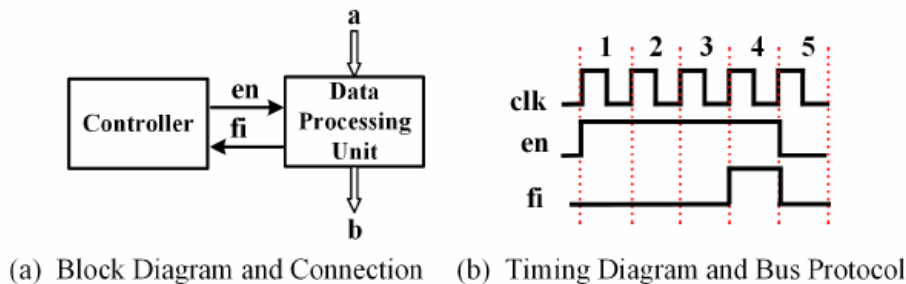 a
Controller
en
fi
Data
Processing
Unit
b
(a) Block Diagram and Connection
1 2 3 4 5
clk
en
fi
(b) Timing Diagram and Bus Protocol